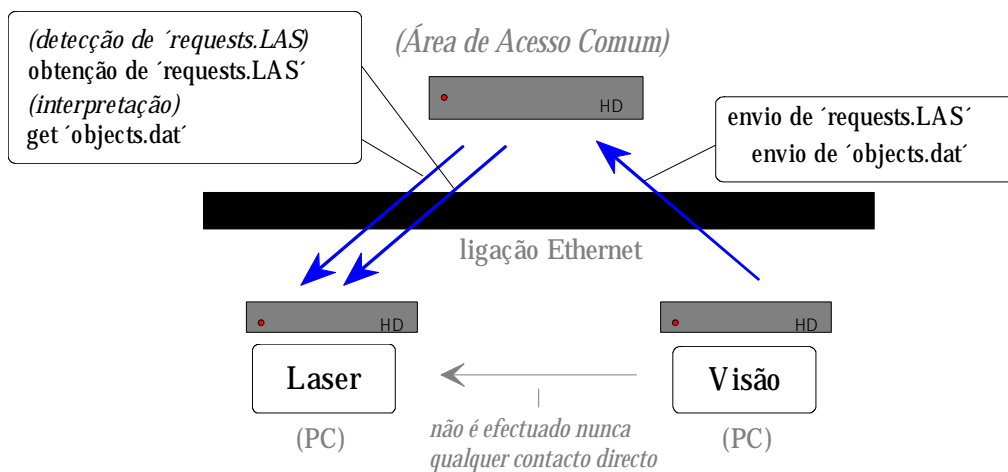 (detecção de ´requests.LAS)
obtenção de ´requests.LAS´
(interpretação)
get ´objects.dat´
(Área de Acesso Comum)
HD
envio de ´requests.LAS´
envio de ´objects.dat´
ligação Ethernet
HD
HD
Laser
Visão
(PC)
não é efectuado nunca
qualquer contacto directo
(PC)